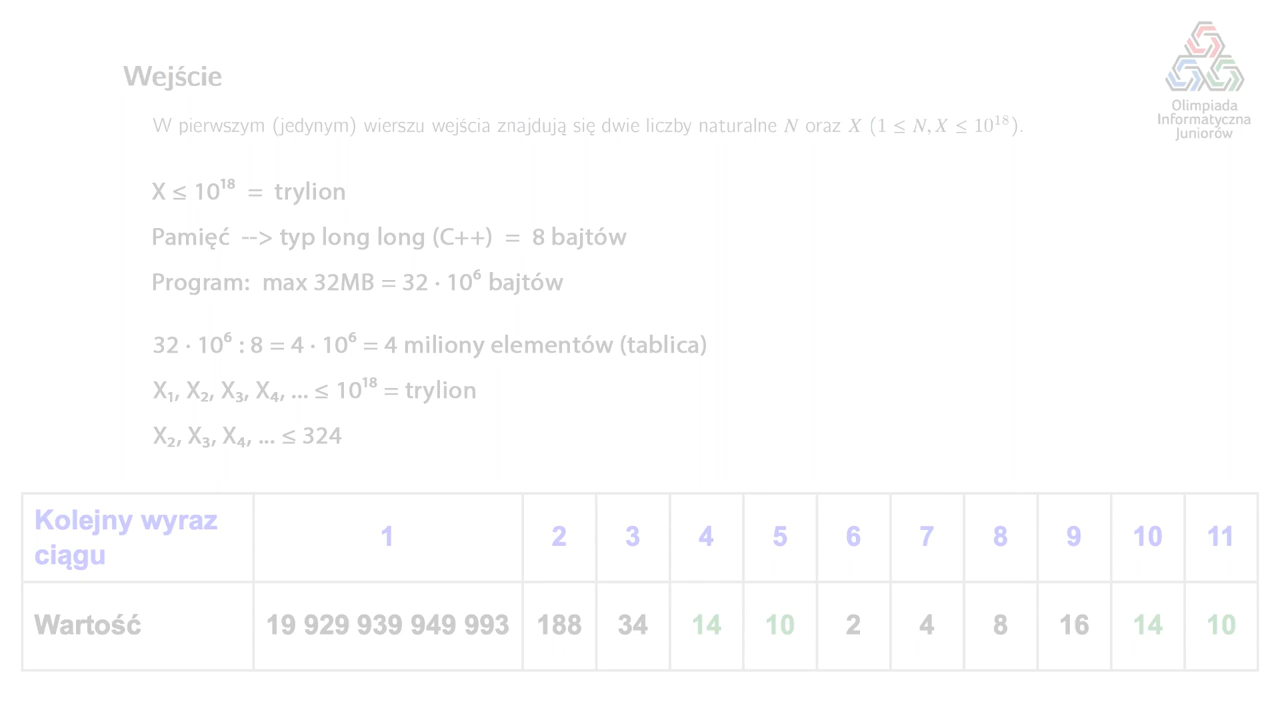 Wejście
Olimpiada
Informatyczna
Juniorów
W pierwszym (jedynym) wierszu wejścia znajdują się dwie liczby naturalne N oraz X (1 ≤ N, X ≤ 10¹⁸).
X ≤ 10¹⁸ = trylion
Pamięć --> typ long long (C++) = 8 bajtów
Program: max 32MB = 32 · 10⁶ bajtów
32 · 10⁶ : 8 = 4 · 10⁶ = 4 miliony elementów (tablica)
X₁, X₂, X₃, X₄, ... ≤ 10¹⁸ = trylion
X₂, X₃, X₄, ... ≤ 324
Kolejny wyraz
ciągu
1 2 3 4 5 6 7 8 9 10 11
Wartość 19 929 939 949 993 188 34 14 10 2 4 8 16 14 10